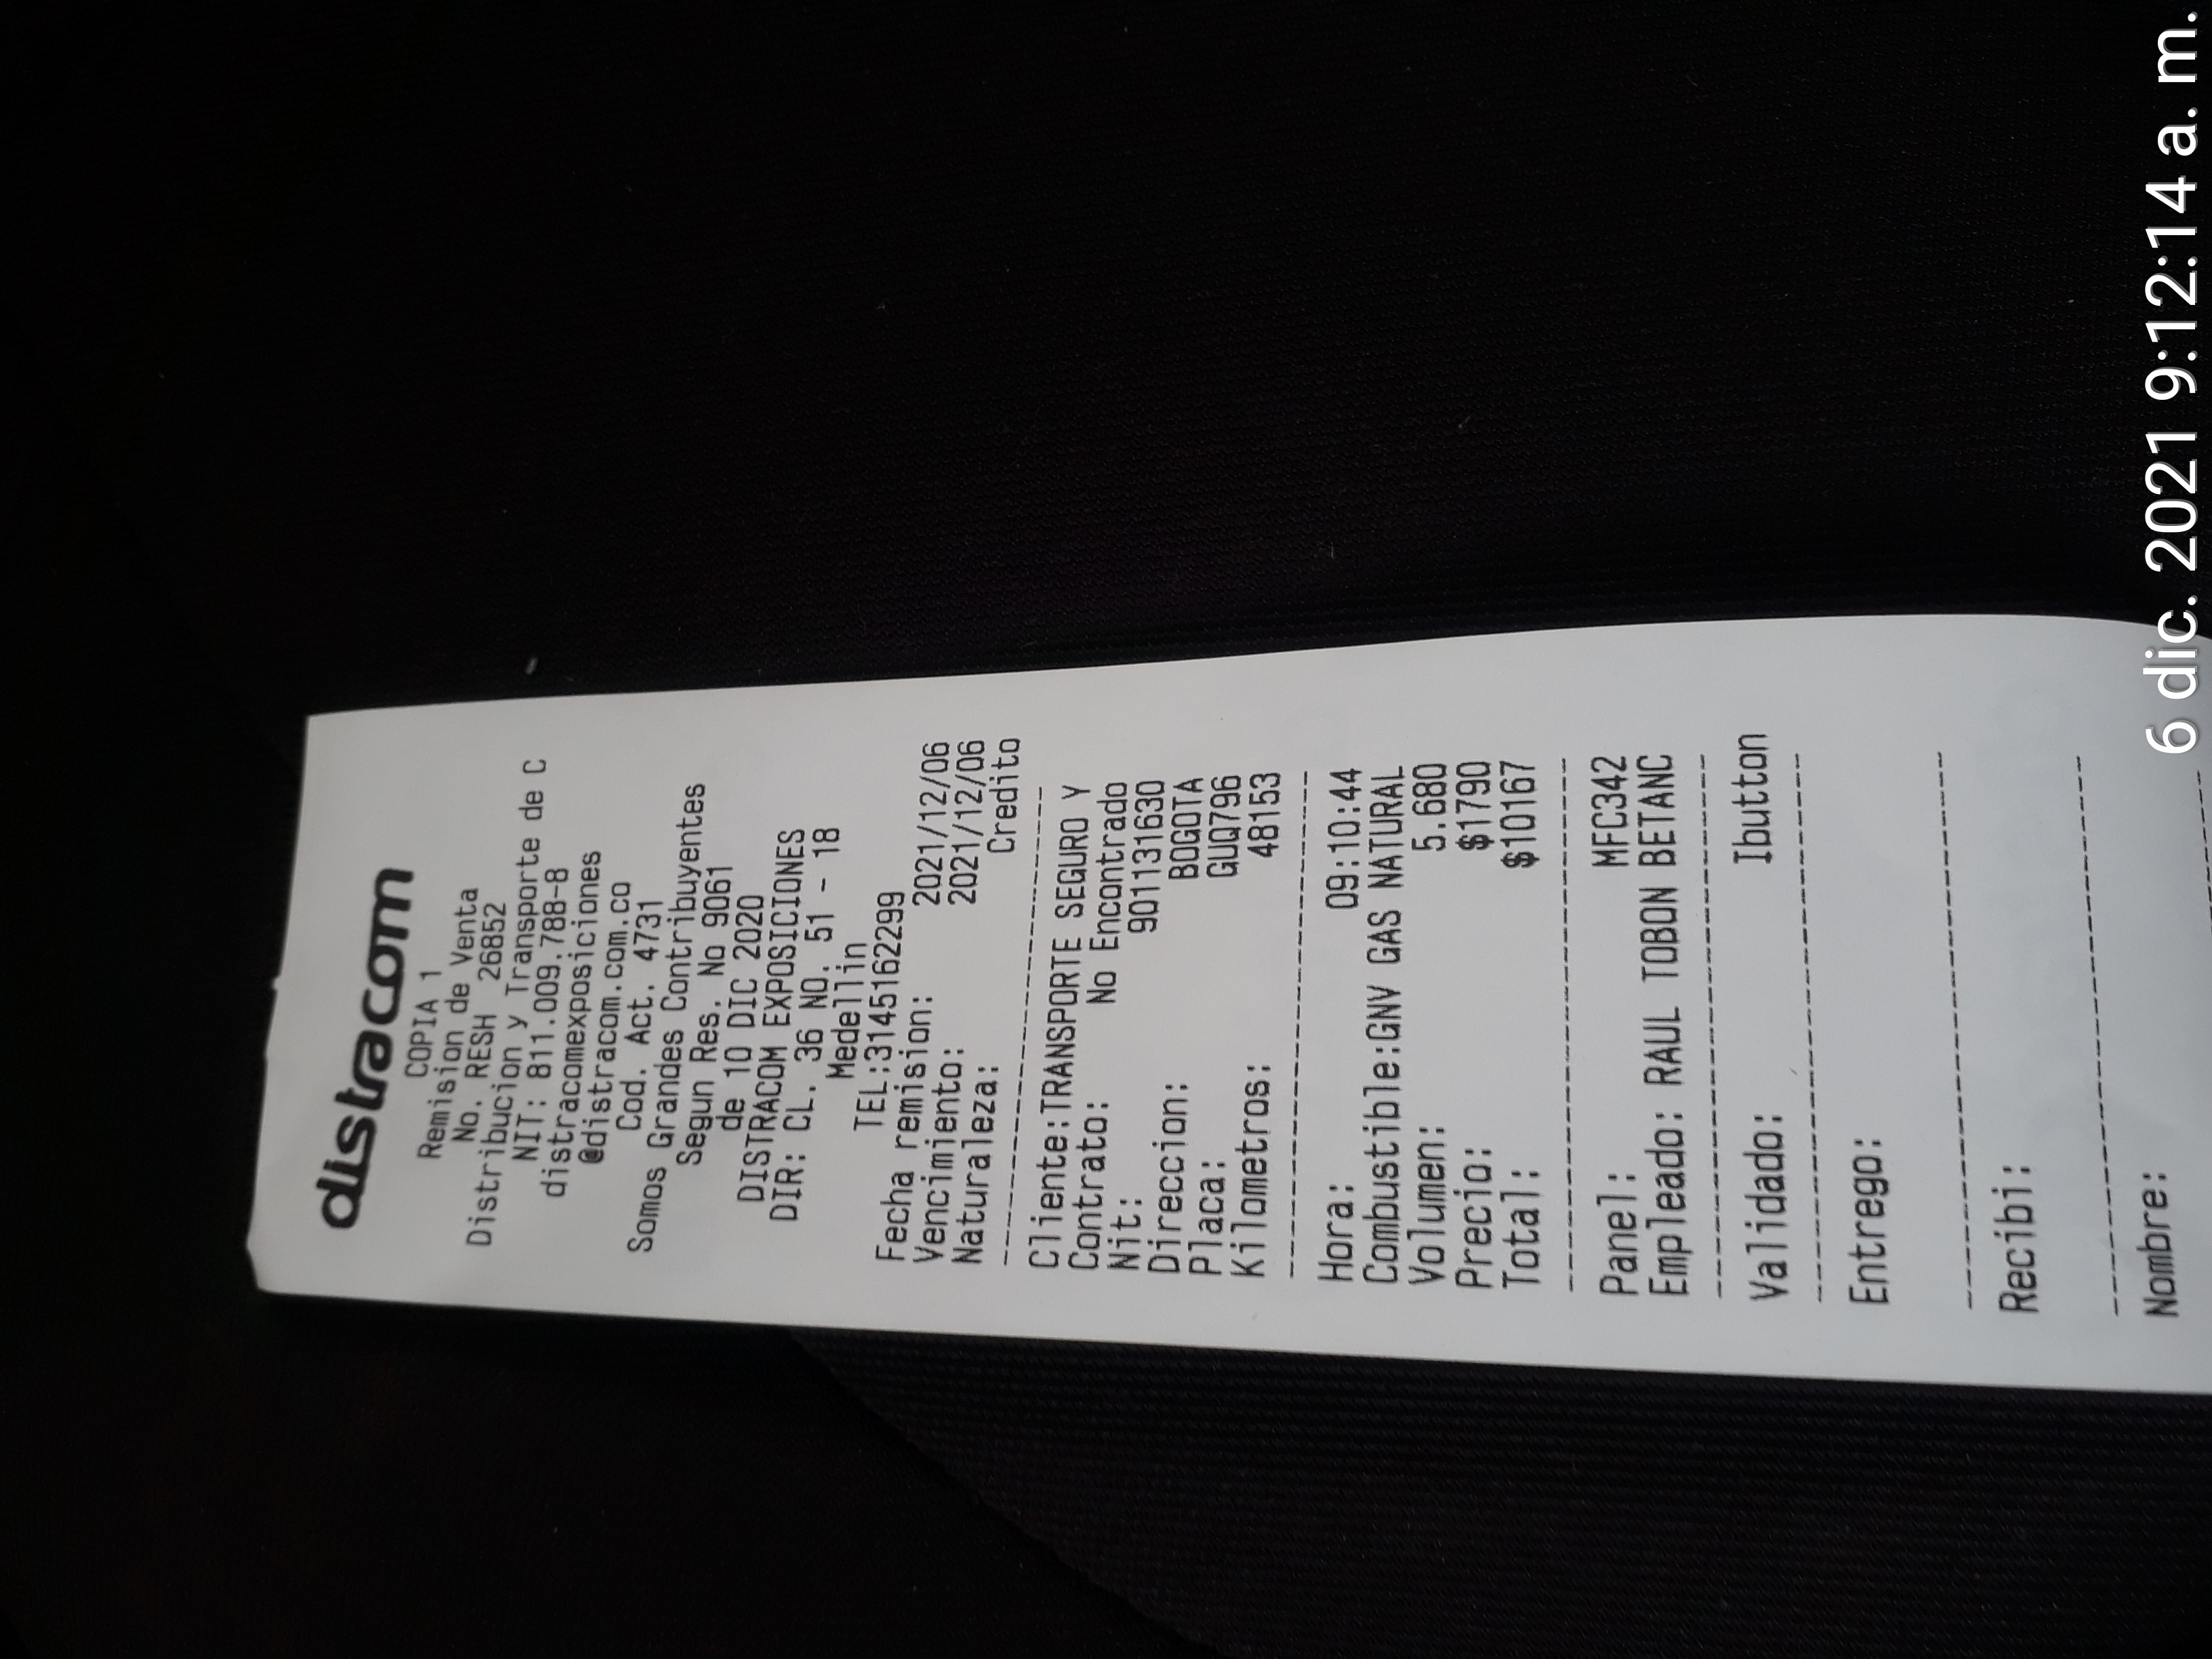 distracom
COPIA 1
Remision de Venta
No. RESH 26852
Distribucion y Transporte de C
NIT: 811.009.788-8
distracomexposiciones
@distracom.com.co
Cod. Act. 4731
Somos Grandes Contribuyentes
Segun Res. No 9061
de 10 DIC 2020
DISTRACOM EXPOSICIONES
DIR: CL. 36 NO. 51 - 18
Medellin
TEL:3145162299
Fecha remision: 2021/12/06
Vencimiento: 2021/12/06
Naturaleza: Credito
Cliente:TRANSPORTE SEGURO Y
Contrato: No Encontrado
Nit: 901131630
Direccion: BOGOTA
Placa: GUQ796
Kilometros: 48153
Hora: 09:10:44
Combustible:GNV GAS NATURAL
Volumen: 5.680
Precio: $1790
Total: $10167
Panel: MFC342
Empleado: RAUL TOBON BETANC
Validado: Ibutton
Entrego:
Recibi:
Nombre:
6 dic. 2021 9:12:14 a. m.